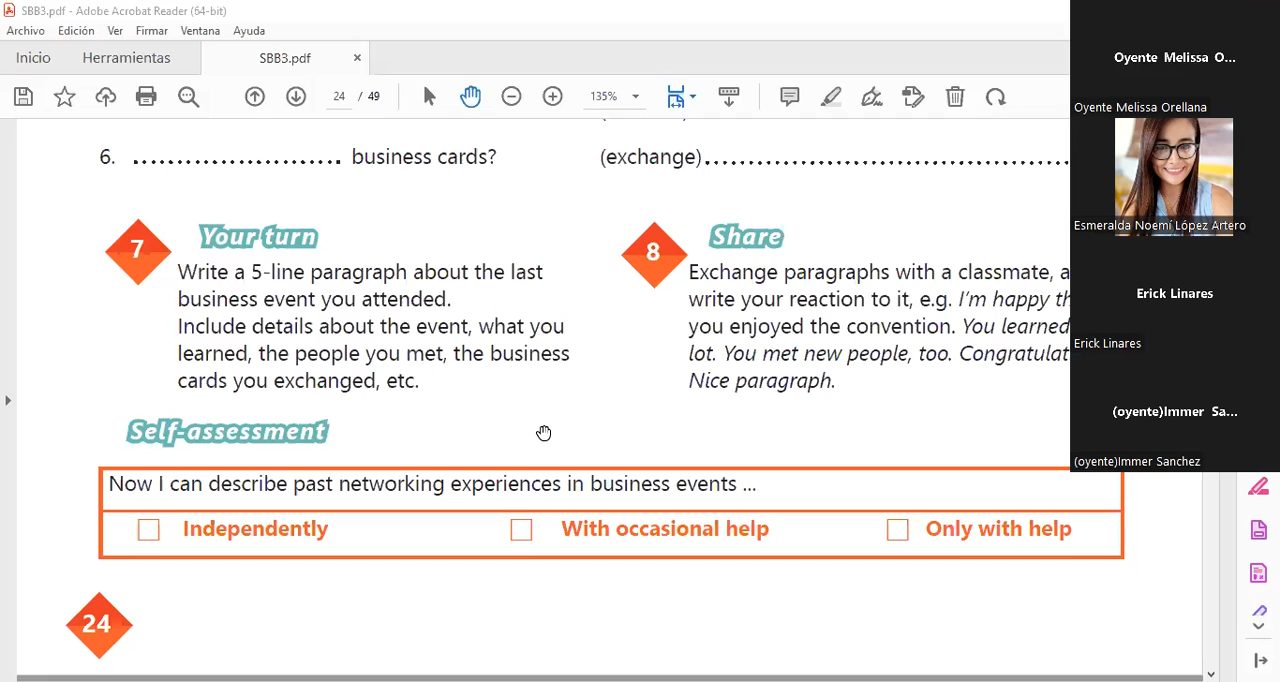 SBB3.pdf - Adobe Acrobat Reader (64-bit)
Archivo Edición Ver Firmar Ventana Ayuda
Inicio Herramientas SBB3.pdf ×
24 / 49 135%
6. ........................... business cards? (exchange)...............................................
7 Your turn
Write a 5-line paragraph about the last
business event you attended.
Include details about the event, what you
learned, the people you met, the business
cards you exchanged, etc.
8 Share
Exchange paragraphs with a classmate, a
write your reaction to it, e.g. I'm happy th
you enjoyed the convention. You learned
lot. You met new people, too. Congratulat
Nice paragraph.
Self-assessment
Now I can describe past networking experiences in business events ...
Independently With occasional help Only with help
24
Oyente Melissa O...
Oyente Melissa Orellana
Esmeralda Noemí López Artero
Erick Linares
Erick Linares
(oyente)Immer Sa...
(oyente)Immer Sanchez